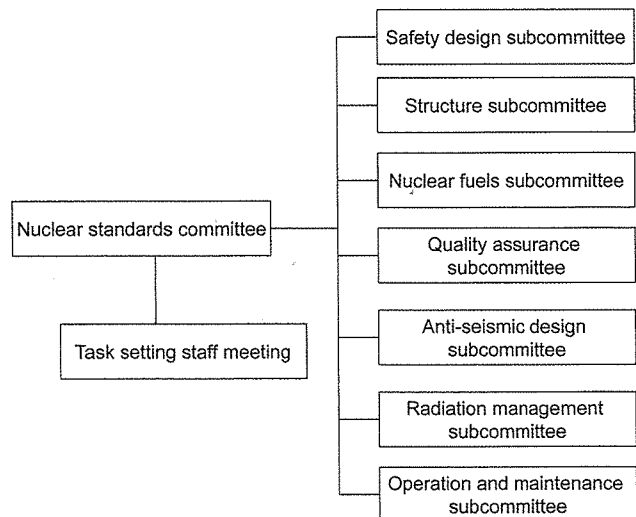 Safety design subcommittee
Structure subcommittee
Nuclear fuels subcommittee
Nuclear standards committee
Quality assurance
subcommittee
Task setting staff meeting
Anti-seismic design
subcommittee
Radiation management
subcommittee
Operation and maintenance
subcommittee